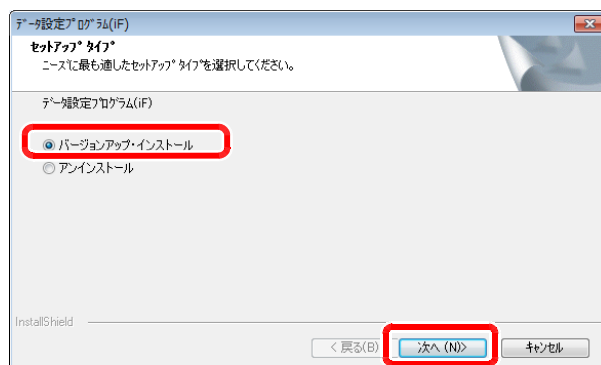 ﾃﾞｰﾀ設定ﾌﾟﾛｸﾞﾗﾑ(iF)
ｾｯﾄｱｯﾌﾟ ﾀｲﾌﾟ
ﾆｰｽﾞに最も適したｾｯﾄｱｯﾌﾟ ﾀｲﾌﾟを選択してください。
ﾃﾞｰﾀ設定ﾌﾟﾛｸﾞﾗﾑ(iF)
バージョンアップ・インストール
アンインストール
InstallShield
< 戻る(B)
次へ (N)>
ｷｬﾝｾﾙ